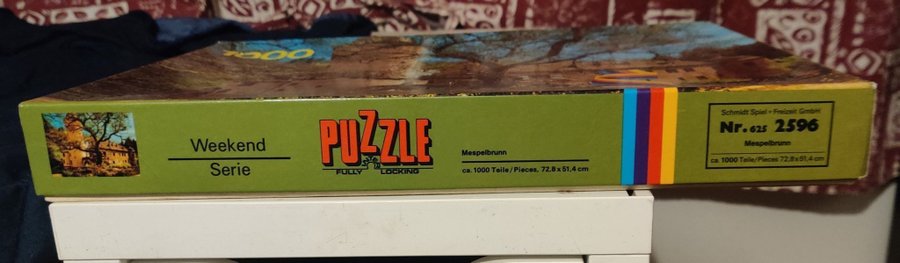 1000
Weekend
Serie
PUZZLE
FULLY LOCKING
Mespelbrunn
ca. 1000 Teile/Pieces. 72,8 x 51,4 cm
Schmidt Spiel + Freizeit GmbH
Nr. 625 2596
Mespelbrunn
ca. 1000 Teile/Pieces 72,8 x 51,4 cm